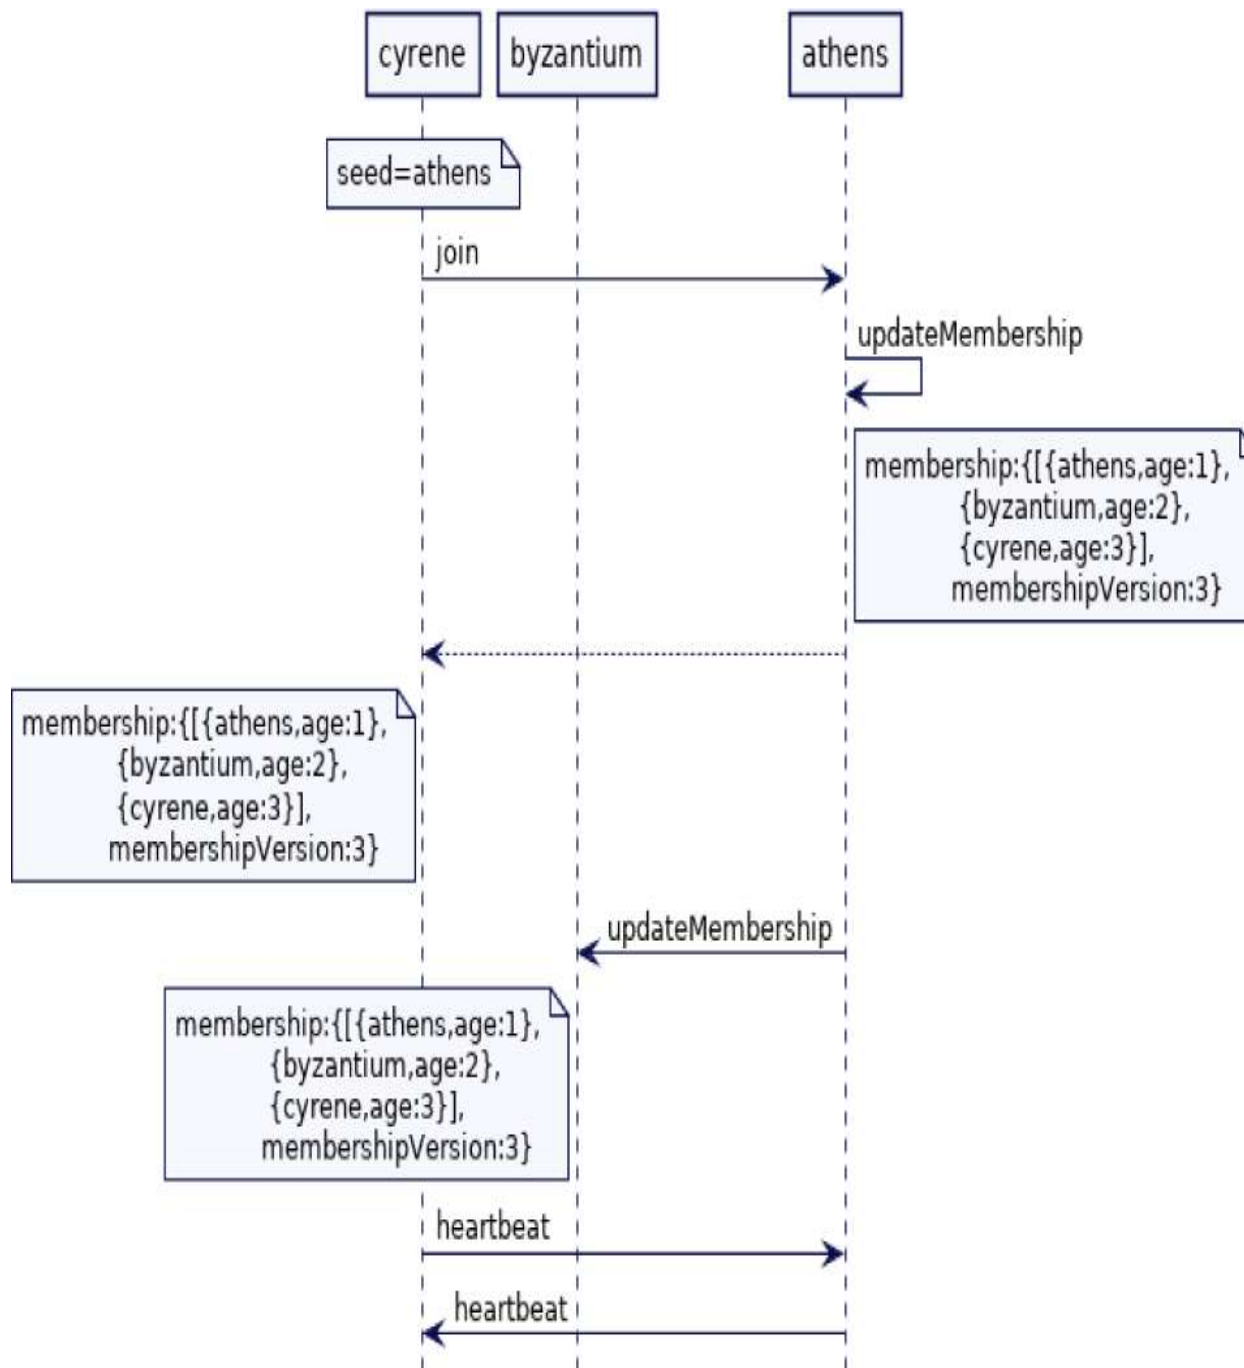 cyrene
byzantium
athens
seed=athens
join
updateMembership
membership:{[{athens,age:1},
{byzantium,age:2},
{cyrene,age:3}],
membershipVersion:3}
membership:{[{athens,age:1},
{byzantium,age:2},
{cyrene,age:3}],
membershipVersion:3}
updateMembership
membership:{[{athens,age:1},
{byzantium,age:2},
{cyrene,age:3}],
membershipVersion:3}
heartbeat
heartbeat